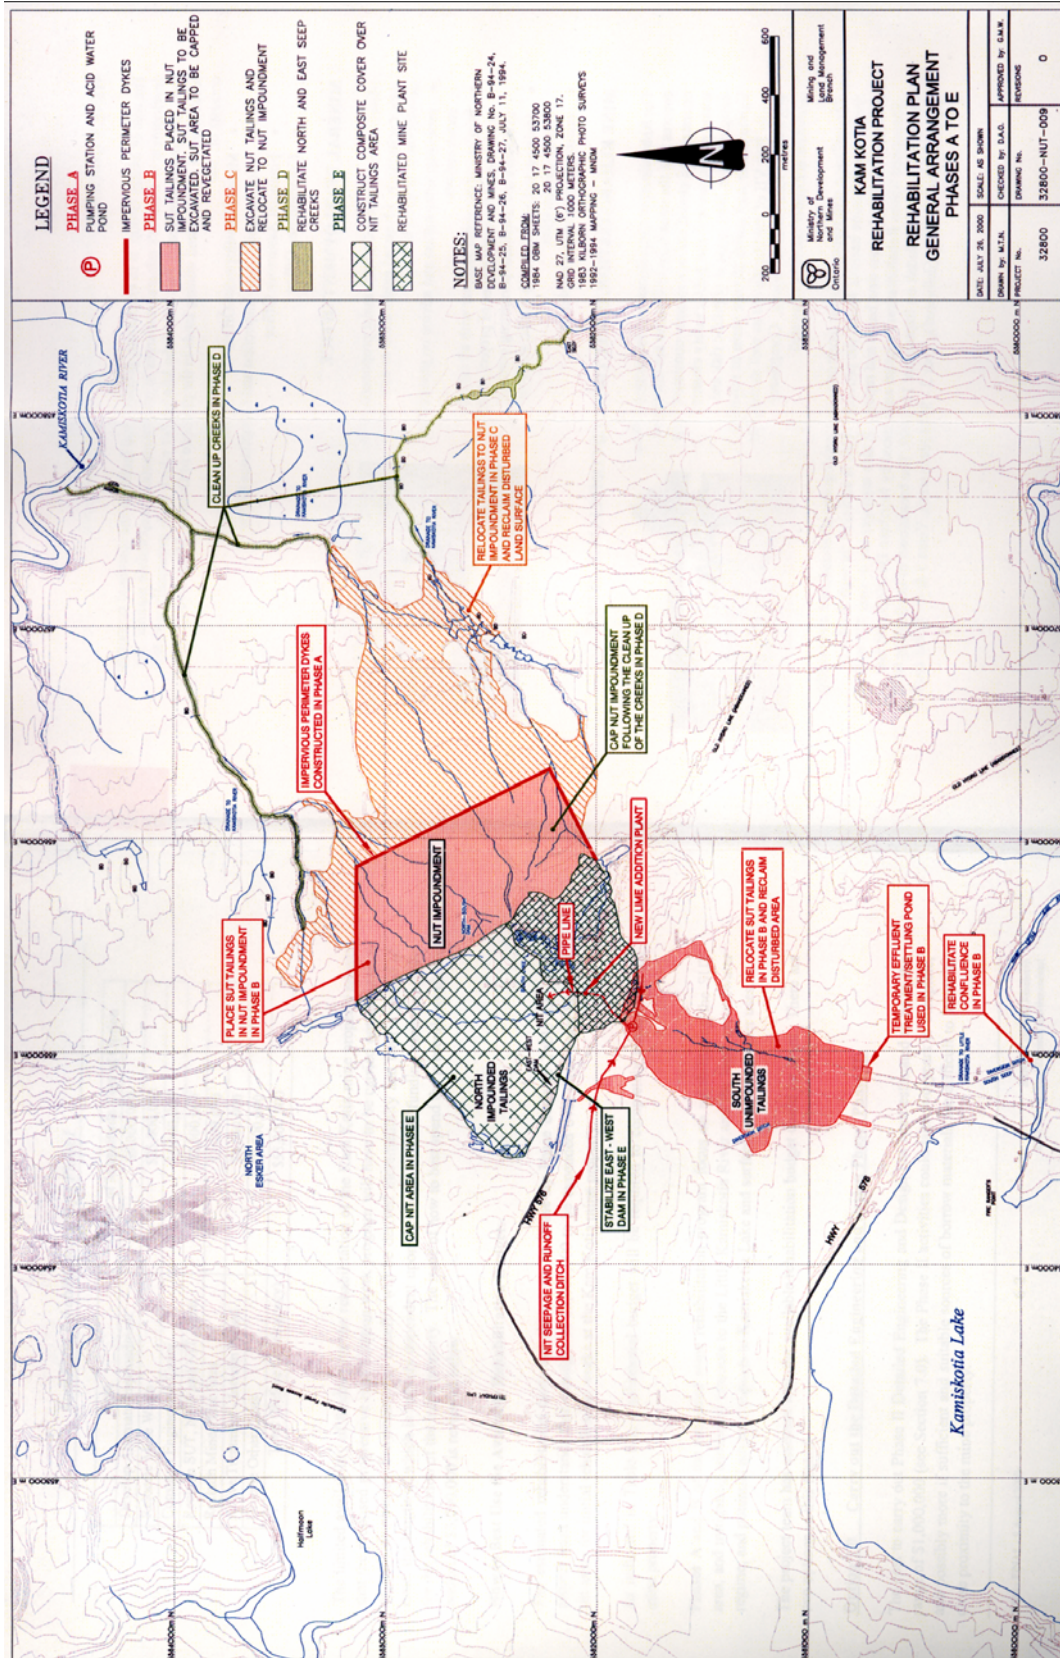 LEGEND
PHASE A
P
PUMPING STATION AND ACID WATER
POND
IMPERVIOUS PERIMETER DYKES
PHASE B
SUT TAILINGS PLACED IN NUT
IMPOUNDMENT, SUT TAILINGS TO BE
EXCAVATED, SUT AREA TO BE CAPPED
AND REVEGETATED
PHASE C
EXCAVATE NUT TAILINGS AND
RELOCATE TO NUT IMPOUNDMENT
PHASE D
REHABILITATE NORTH AND EAST SEEP
CREEKS
PHASE E
CONSTRUCT COMPOSITE COVER OVER
NIT TAILINGS AREA
REHABILITATED MINE PLANT SITE
NOTES:
BASE MAP REFERENCE: MINISTRY OF NORTHERN
DEVELOPMENT AND MINES, DRAWING No. B-94-24,
B-94-25, B-94-26, B-94-27, JULY 11, 1994.
COMPILED FROM:
1984 OBM SHEETS: 20 17 4500 53700
20 17 4500 53800
NAD 27, UTM (6°) PROJECTION, ZONE 17.
GRID INTERVAL 1000 METERS.
1983 KILBORN ORTHOGRAPHIC PHOTO SURVEYS
1992-1994 MAPPING - MNDM
N
200 0 200 400 600
metres
Ontario
Ministry of
Northern Development
and Mines
Mining and
Land Management
Branch
KAM KOTIA
REHABILITATION PROJECT
REHABILITATION PLAN
GENERAL ARRANGEMENT
PHASES A TO E
DATE: JULY 26, 2000
SCALE: AS SHOWN
DRAWN by: M.T.N.
CHECKED by: D.A.O.
APPROVED by: G.M.W.
PROJECT No.
DRAWING No.
REVISIONS
32800
32800-NUT-009
0
KAMISKOTIA RIVER
CLEAN UP CREEKS IN PHASE D
RELOCATE TAILINGS TO NUT
IMPOUNDMENT IN PHASE C
AND RECLAIM DISTURBED
LAND SURFACE
IMPERVIOUS PERIMETER DYKES
CONSTRUCTED IN PHASE A
CAP NUT IMPOUNDMENT
FOLLOWING THE CLEAN UP
OF THE CREEKS IN PHASE D
PLACE SUT TAILINGS
IN NUT IMPOUNDMENT
IN PHASE B
NUT IMPOUNDMENT
PIPE LINE
NEW LIME ADDITION PLANT
NIT AREA
NORTH
IMPOUNDED
TAILINGS
RELOCATE SUT TAILINGS
IN PHASE B AND RECLAIM
DISTURBED AREA
TEMPORARY EFFLUENT
TREATMENT/SETTLING POND
USED IN PHASE B
REHABILITATE
CONFLUENCE
IN PHASE B
SOUTH
UNIMPOUNDED
TAILINGS
CAP NIT AREA IN PHASE E
STABILIZE EAST - WEST
DAM IN PHASE E
NIT SEEPAGE AND RUNOFF
COLLECTION DITCH
NORTH
ESKER AREA
HWY 576
HWY 576
Halfmoon
Lake
Kamiskotia Lake